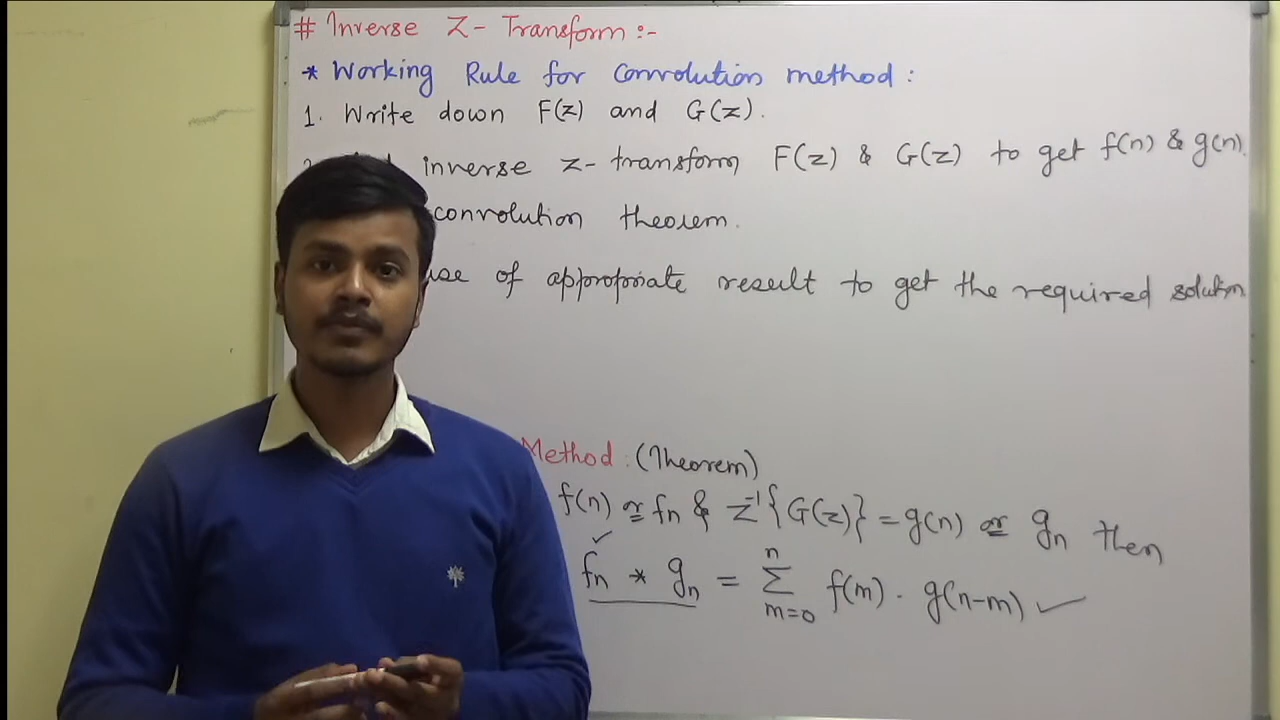 # Inverse Z- Transform :-
* Working Rule for Convolution method :
1. Write down F(z) and G(z).
inverse z- transform F(z) & G(z) to get f(n) & g(n).
convolution theorem.
use of appropriate result to get the required solution
Method : (Theorem)
f(n) or fn & Z⁻¹{G(z)} = g(n) or gn then
fn * gn = n∑m=0 f(m) . g(n-m) ✓